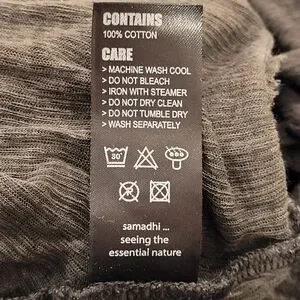 CONTAINS
100% COTTON
CARE
> MACHINE WASH COOL
> DO NOT BLEACH
> IRON WITH STEAMER
> DO NOT DRY CLEAN
> DO NOT TUMBLE DRY
> WASH SEPARATELY
30°
samadhi ...
seeing the
essential nature